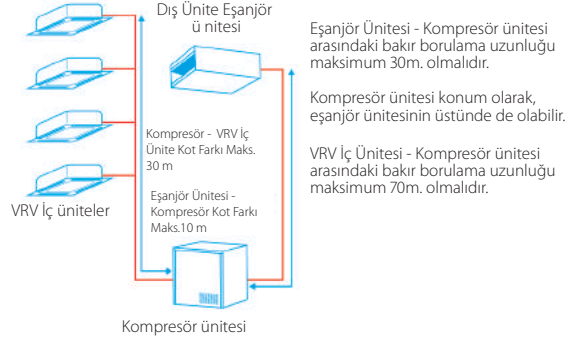 Dış Ünite Eşanjör
ü nitesi
Eşanjör Ünitesi - Kompresör ünitesi
arasındaki bakır borulama uzunluğu
maksimum 30m. olmalıdır.
Kompresör ünitesi konum olarak,
eşanjör ünitesinin üstünde de olabilir.
VRV İç Ünitesi - Kompresör ünitesi
arasındaki bakır borulama uzunluğu
maksimum 70m. olmalıdır.
Kompresör - VRV İç
Ünite Kot Farkı Maks.
30 m
Eşanjör Ünitesi -
Kompresör Kot Farkı
Maks.10 m
VRV İç üniteler
Kompresör ünitesi